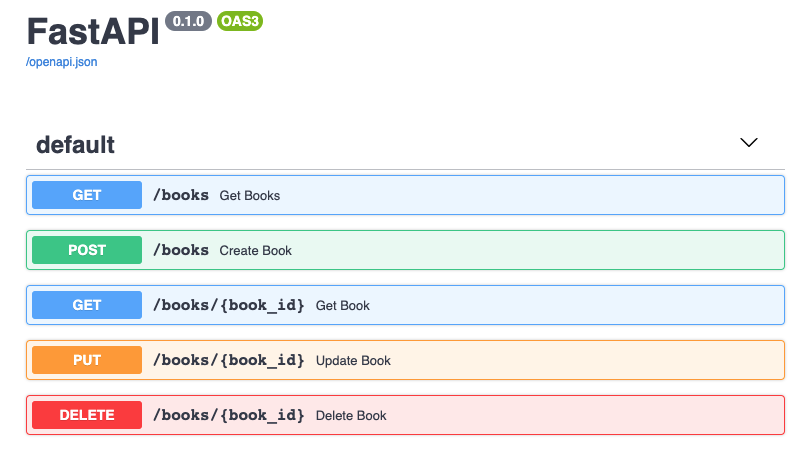 FastAPI 0.1.0 OAS3
/openapi.json
default
GET /books Get Books
POST /books Create Book
GET /books/{book_id} Get Book
PUT /books/{book_id} Update Book
DELETE /books/{book_id} Delete Book